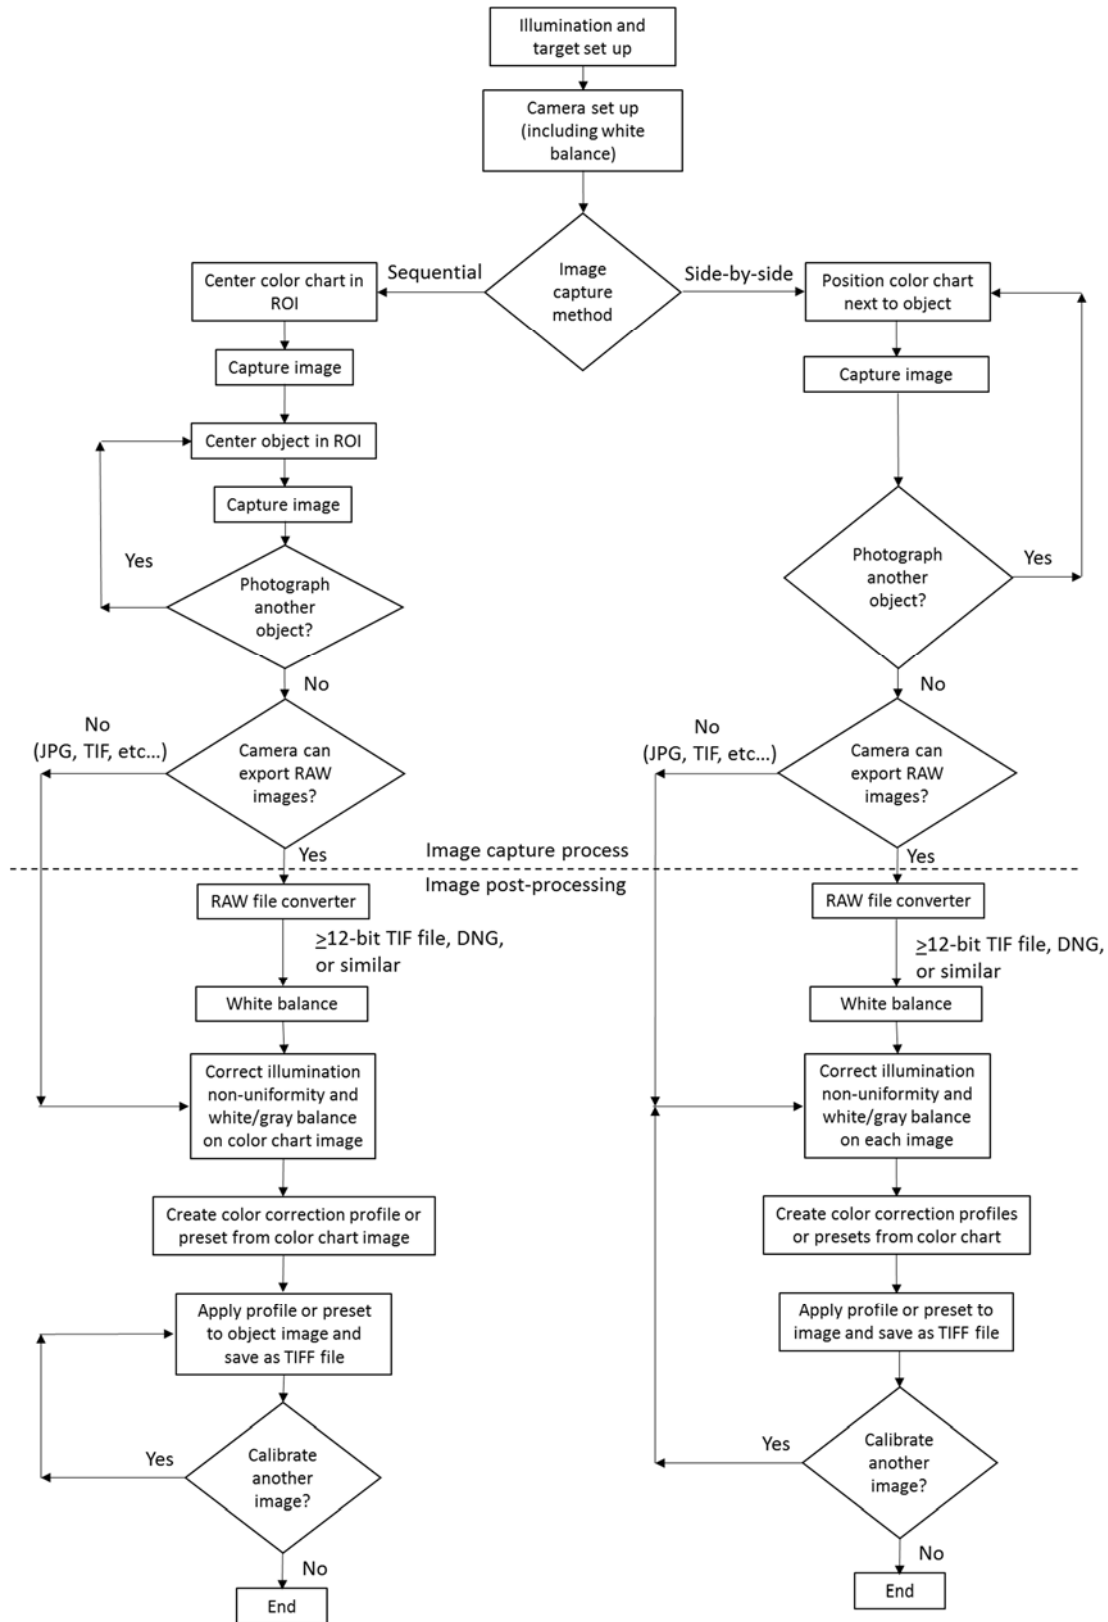 Illumination and
target set up
Camera set up
(including white
balance)
Image
capture
method
Sequential
Side-by-side
Center color chart in
ROI
Capture image
Center object in ROI
Capture image
Yes
Photograph
another
object?
No
No
(JPG, TIF, etc...)
Camera can
export RAW
images?
Yes
Position color chart
next to object
Capture image
Photograph
another
object?
Yes
No
No
(JPG, TIF, etc...)
Camera can
export RAW
images?
Yes
Image capture process
Image post-processing
RAW file converter
≥12-bit TIF file, DNG,
or similar
White balance
Correct illumination
non-uniformity and
white/gray balance
on color chart image
Create color correction profile or
preset from color chart image
Apply profile or preset
to object image and
save as TIFF file
Yes
Calibrate
another
image?
No
End
RAW file converter
≥12-bit TIF file, DNG,
or similar
White balance
Correct illumination
non-uniformity and
white/gray balance
on each image
Create color correction profiles
or presets from color chart
Apply profile or preset to
image and save as TIFF file
Yes
Calibrate
another
image?
No
End